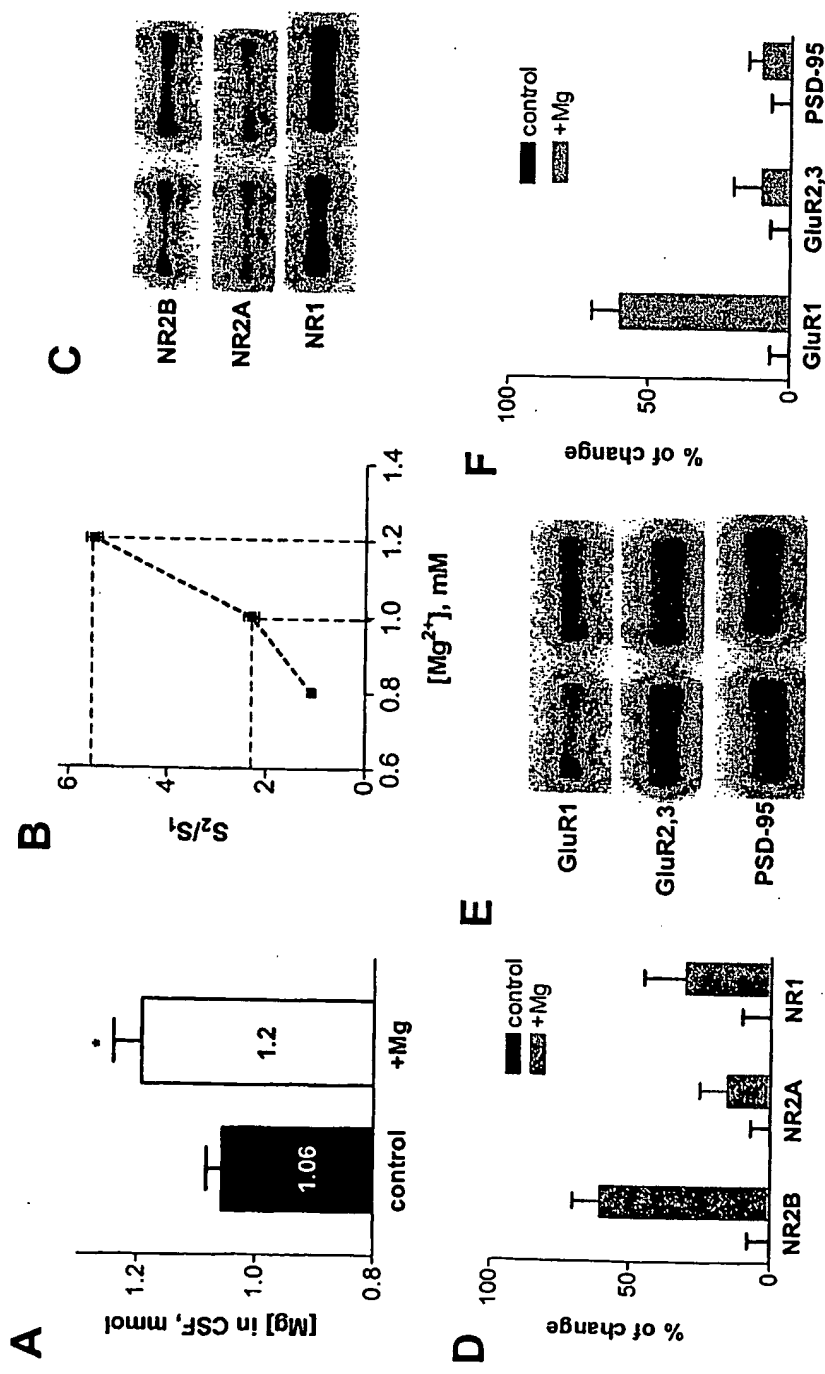 A
[Mg] in CSF, mmol
1.2
1.0
0.8
1.06
1.2
*
control
+Mg
B
S2/S1
6
4
2
0
0.6
0.8
1.0
1.2
1.4
[Mg2+], mM
C
NR2B
NR2A
NR1
D
% of change
100
50
0
control
+Mg
NR2B
NR2A
NR1
E
GluR1
GluR2,3
PSD-95
F
% of change
100
50
0
control
+Mg
GluR1
GluR2,3
PSD-95